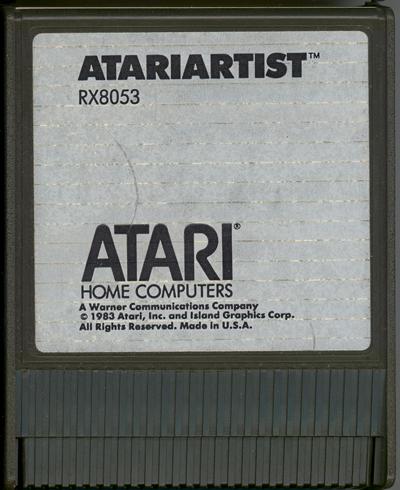 ATARIARTIST™
RX8053
ATARI®
HOME COMPUTERS
A Warner Communications Company
© 1983 Atari, Inc. and Island Graphics Corp.
All Rights Reserved. Made in U.S.A.